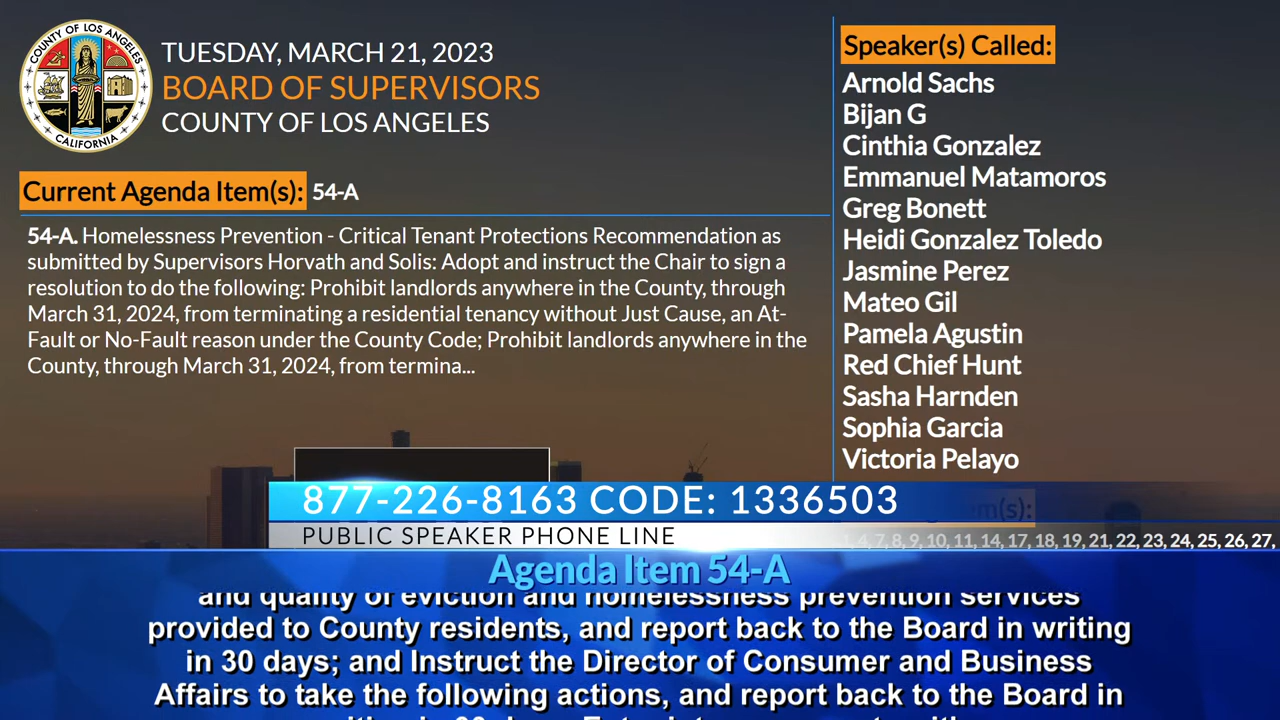 COUNTY OF LOS ANGELES
CALIFORNIA
TUESDAY, MARCH 21, 2023
BOARD OF SUPERVISORS
COUNTY OF LOS ANGELES
Current Agenda Item(s): 54-A
54-A. Homelessness Prevention - Critical Tenant Protections Recommendation as
submitted by Supervisors Horvath and Solis: Adopt and instruct the Chair to sign a
resolution to do the following: Prohibit landlords anywhere in the County, through
March 31, 2024, from terminating a residential tenancy without Just Cause, an At-
Fault or No-Fault reason under the County Code; Prohibit landlords anywhere in the
County, through March 31, 2024, from termina...
Speaker(s) Called:
Arnold Sachs
Bijan G
Cinthia Gonzalez
Emmanuel Matamoros
Greg Bonett
Heidi Gonzalez Toledo
Jasmine Perez
Mateo Gil
Pamela Agustin
Red Chief Hunt
Sasha Harnden
Sophia Garcia
Victoria Pelayo
877-226-8163 CODE: 1336503
PUBLIC SPEAKER PHONE LINE
4, 7, 8, 9, 10, 11, 14, 17, 18, 19, 21, 22, 23, 24, 25, 26, 27,
Agenda Item 54-A
and quality of eviction and homelessness prevention services
provided to County residents, and report back to the Board in writing
in 30 days; and Instruct the Director of Consumer and Business
Affairs to take the following actions, and report back to the Board in